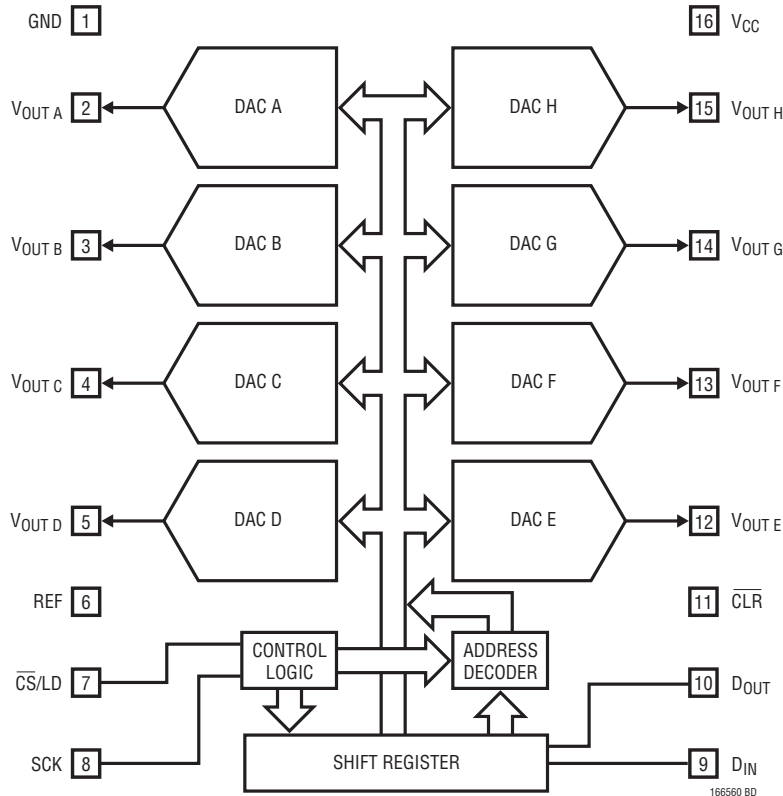 GND 1 16 VCC
VOUT A 2 DAC A DAC H 15 VOUT H
VOUT B 3 DAC B DAC G 14 VOUT G
VOUT C 4 DAC C DAC F 13 VOUT F
VOUT D 5 DAC D DAC E 12 VOUT E
REF 6 11 C̅L̅R̅
C̅S̅/LD 7 CONTROL LOGIC ADDRESS DECODER 10 DOUT
SCK 8 SHIFT REGISTER 9 DIN
166560 BD